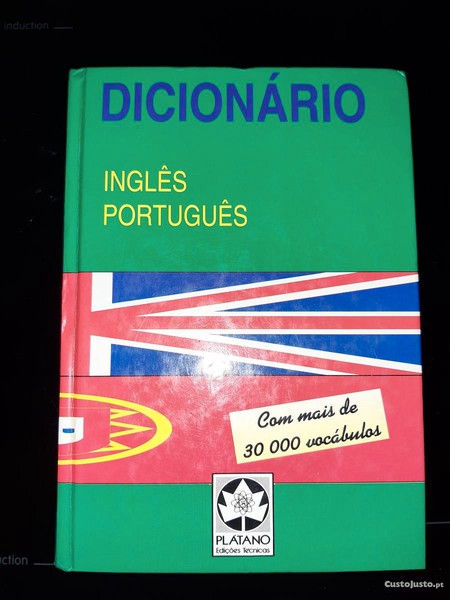 induction
DICIONÁRIO
INGLÊS
PORTUGUÊS
Com mais de
30 000 vocábulos
PLÁTANO
Edições Técnicas
uction
CustoJusto.pt